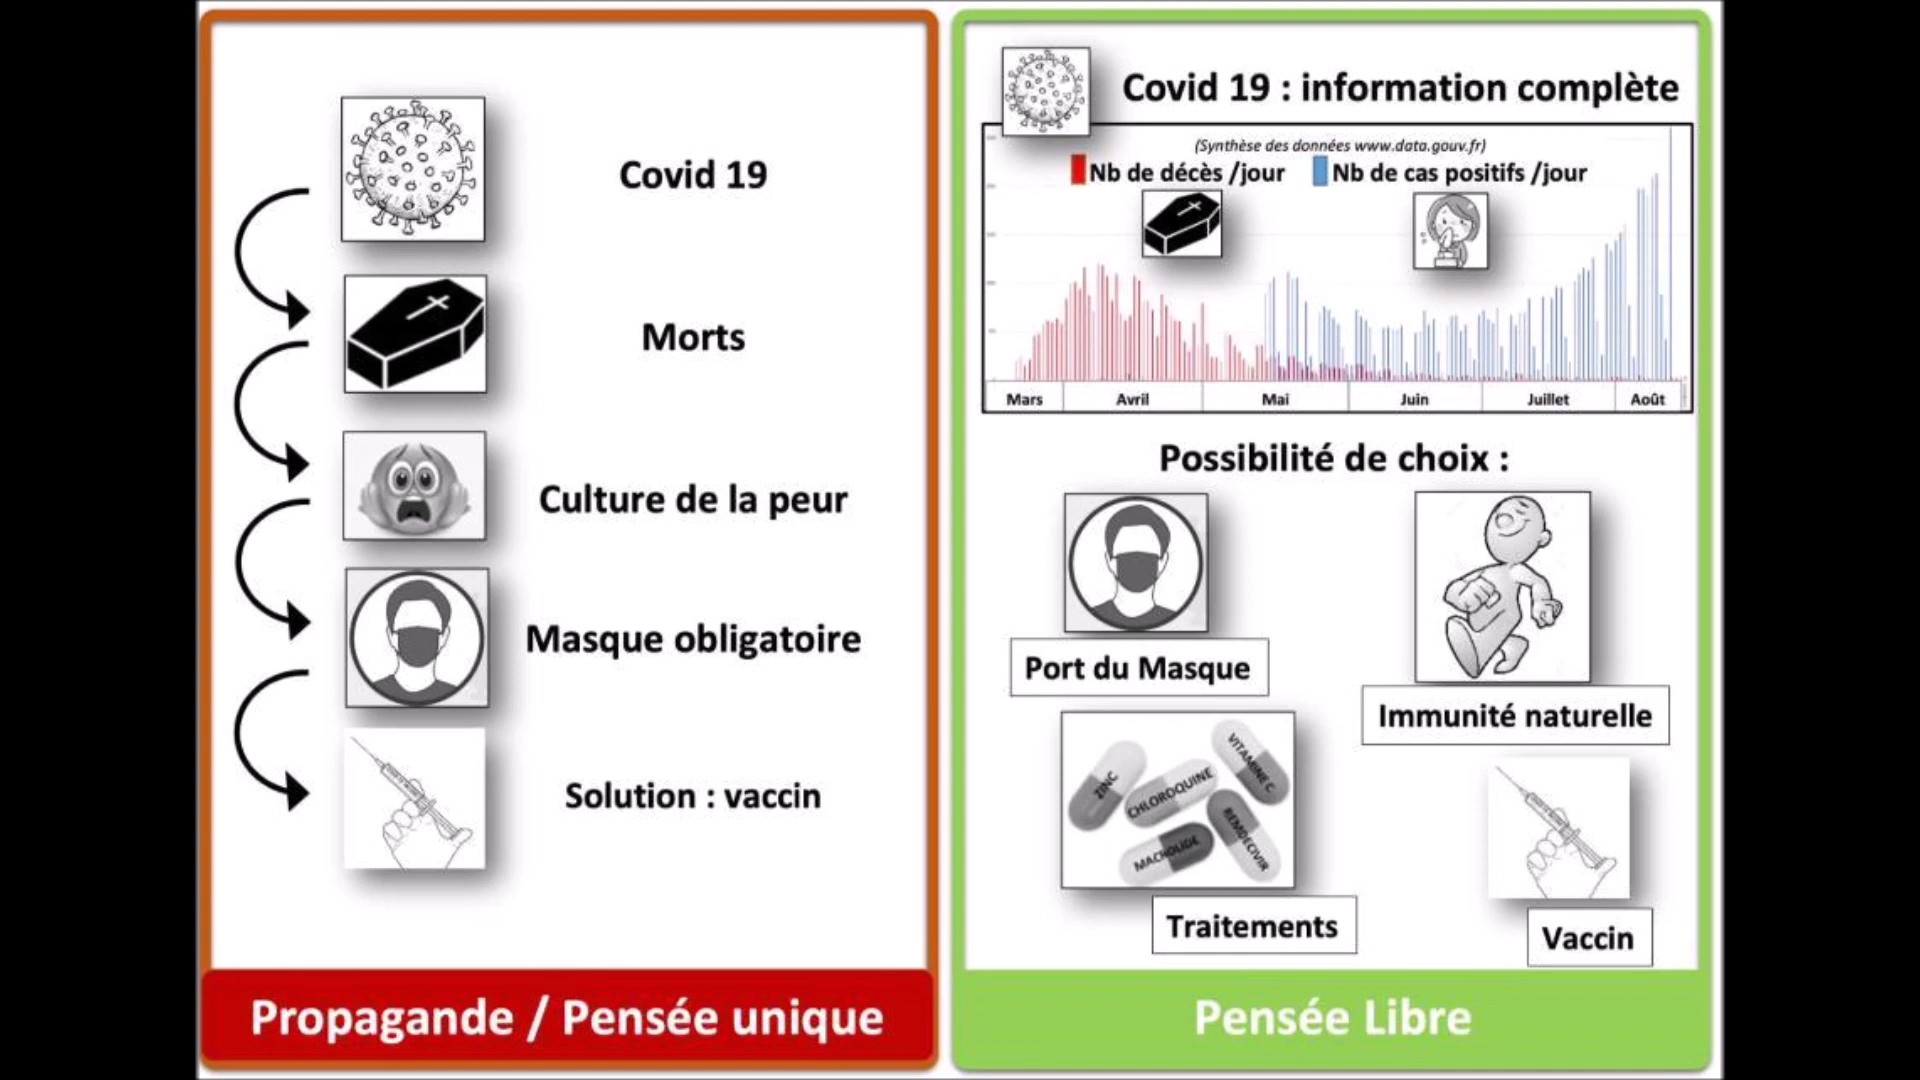 Covid 19
Morts
Culture de la peur
Masque obligatoire
Solution : vaccin
Propagande / Pensée unique
Covid 19 : information complète
(Synthèse des données www.data.gouv.fr)
Nb de décès /jour
Nb de cas positifs /jour
Mars
Avril
Mai
Juin
Juillet
Août
Possibilité de choix :
Port du Masque
Immunité naturelle
ZINC
CHLOROQUINE
VITAMINE C
MACHOLIDE
REMDECIVIR
Traitements
Vaccin
Pensée Libre